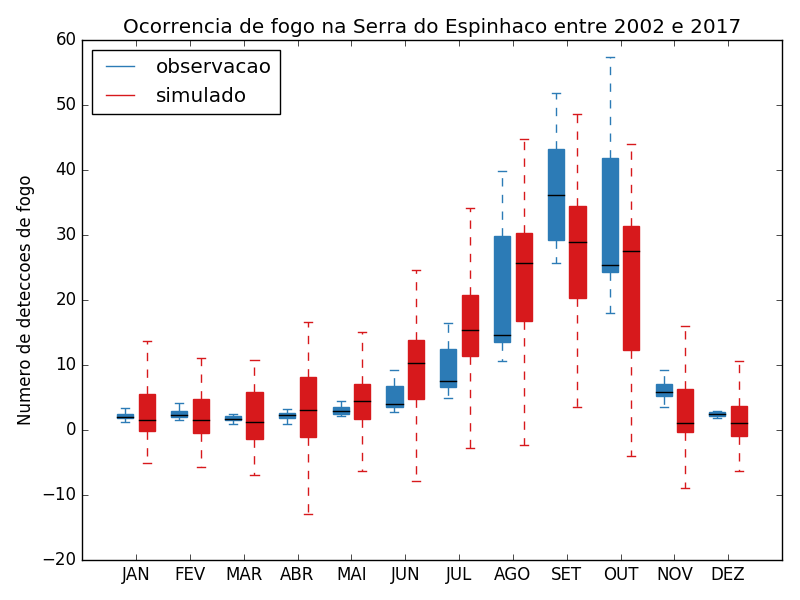 Ocorrencia de fogo na Serra do Espinhaco entre 2002 e 2017
observacao
simulado
Numero de deteccoes de fogo
60
50
40
30
20
10
0
−10
−20
JAN FEV MAR ABR MAI JUN JUL AGO SET OUT NOV DEZ